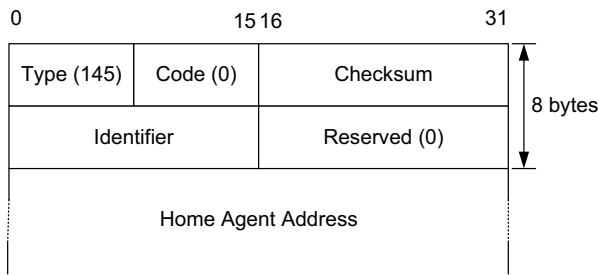 0 15 16 31
Type (145) Code (0) Checksum
8 bytes
Identifier Reserved (0)
Home Agent Address